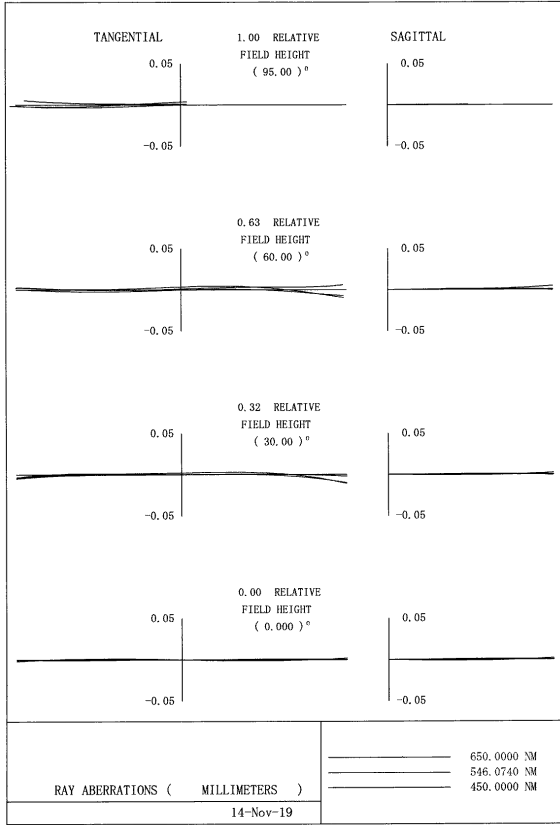 TANGENTIAL 1.00 RELATIVE SAGITTAL
FIELD HEIGHT
( 95.00 )°
0.05 0.05
-0.05 -0.05
0.63 RELATIVE
FIELD HEIGHT
( 60.00 )°
0.05 0.05
-0.05 -0.05
0.32 RELATIVE
FIELD HEIGHT
( 30.00 )°
0.05 0.05
-0.05 -0.05
0.00 RELATIVE
FIELD HEIGHT
( 0.000 )°
0.05 0.05
-0.05 -0.05
650.0000 NM
546.0740 NM
450.0000 NM
RAY ABERRATIONS ( MILLIMETERS )
14-Nov-19